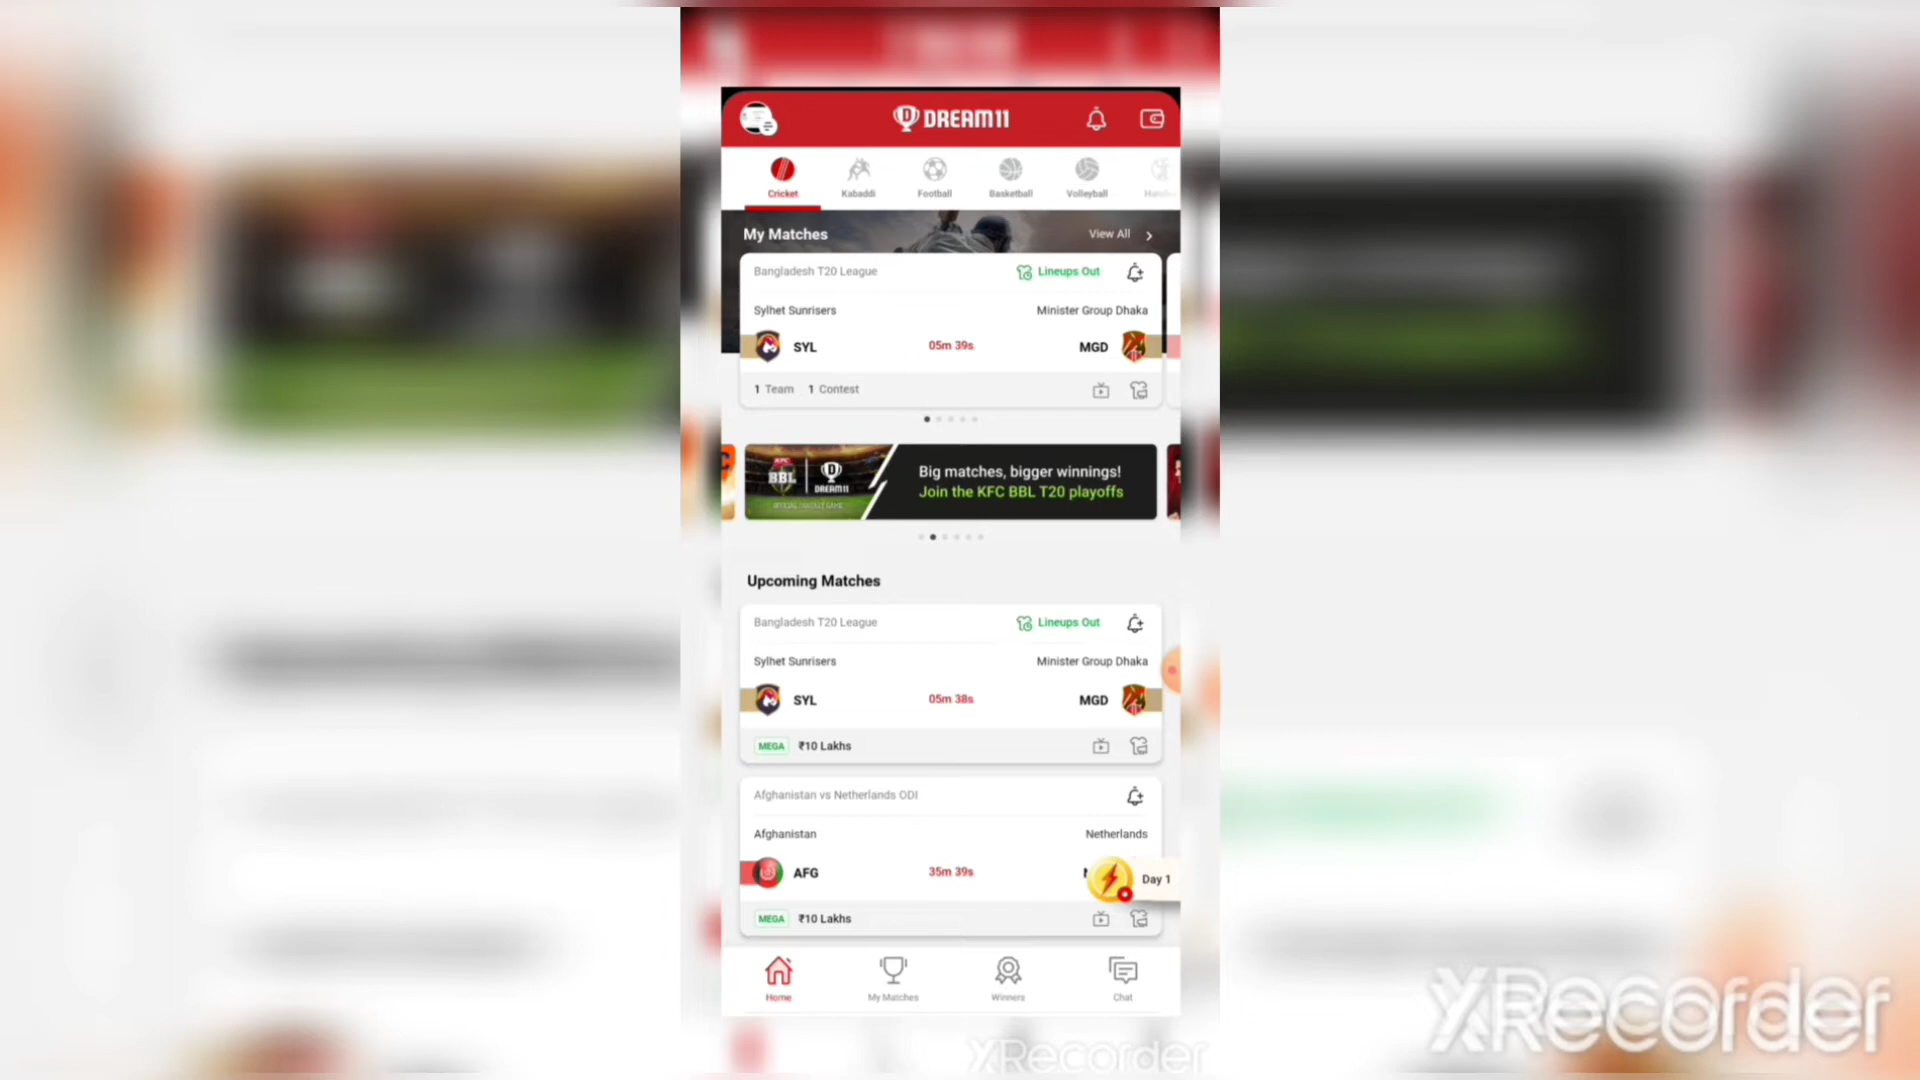 DREAM11
Cricket
Kabaddi
Football
Basketball
Volleyball
My Matches
View All
Bangladesh T20 League
Lineups Out
Sylhet Sunrisers
Minister Group Dhaka
SYL
05m 39s
MGD
1 Team
1 Contest
KFC
BBL
DREAM11
Big matches, bigger winnings!
Join the KFC BBL T20 playoffs
Upcoming Matches
Bangladesh T20 League
Lineups Out
Sylhet Sunrisers
Minister Group Dhaka
SYL
05m 38s
MGD
MEGA ₹10 Lakhs
Afghanistan vs Netherlands ODI
Afghanistan
Netherlands
AFG
35m 39s
Day 1
MEGA ₹10 Lakhs
Home
My Matches
Winners
Chat
XRecorder
XRecorder